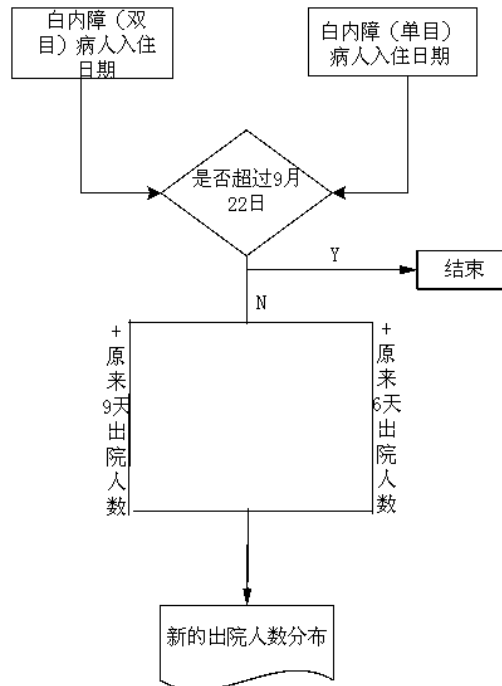 白内障（双
目）病人入住
日期
白内障（单目）
病人入住日期
是否超过9月
22日
Y
结束
N
+
原
来
9天
出
院
人
数
+
原
来
6天
出
院
人
数
新的出院人数分布